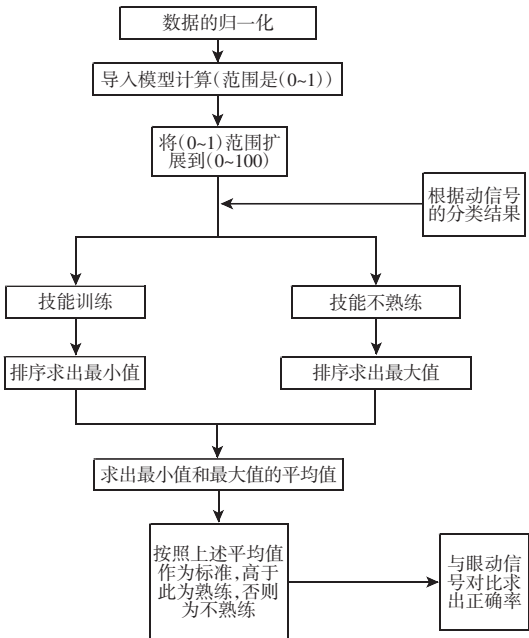 数据的归一化
导入模型计算(范围是(0~1))
将(0~1)范围扩
展到(0~100)
根据动信号
的分类结果
技能训练
技能不熟练
排序求出最小值
排序求出最大值
求出最小值和最大值的平均值
按照上述平均值
作为标准,高于
此为熟练,否则
为不熟练
与眼动信
号对比求
出正确率